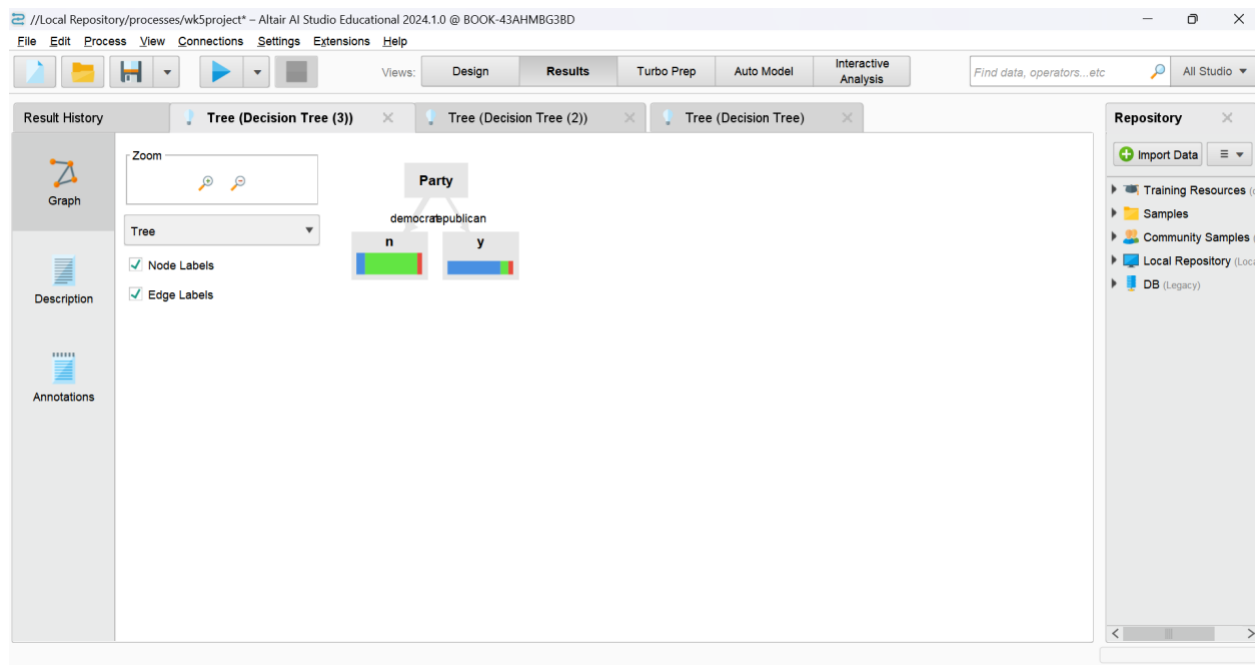 //Local Repository/processes/wk5project* – Altair AI Studio Educational 2024.1.0 @ BOOK-43AHMBG3BD
File Edit Process View Connections Settings Extensions Help
Views: Design Results Turbo Prep Auto Model Interactive Analysis Find data, operators...etc All Studio
Result History Tree (Decision Tree (3)) Tree (Decision Tree (2)) Tree (Decision Tree)
Graph
Description
Annotations
Zoom
Tree
Node Labels
Edge Labels
Party
democrat republican
n y
Repository
Import Data
Training Resources (c
Samples
Community Samples (
Local Repository (Loca
DB (Legacy)